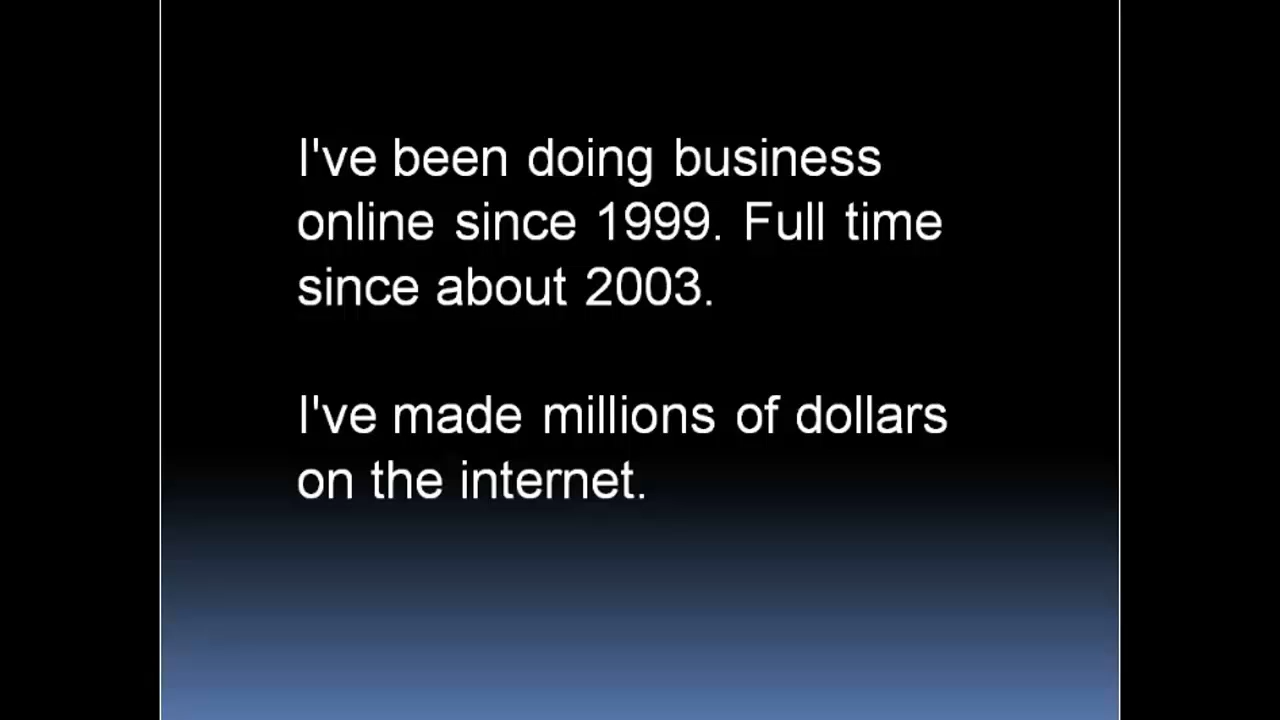 I've been doing business
online since 1999. Full time
since about 2003.
I've made millions of dollars
on the internet.